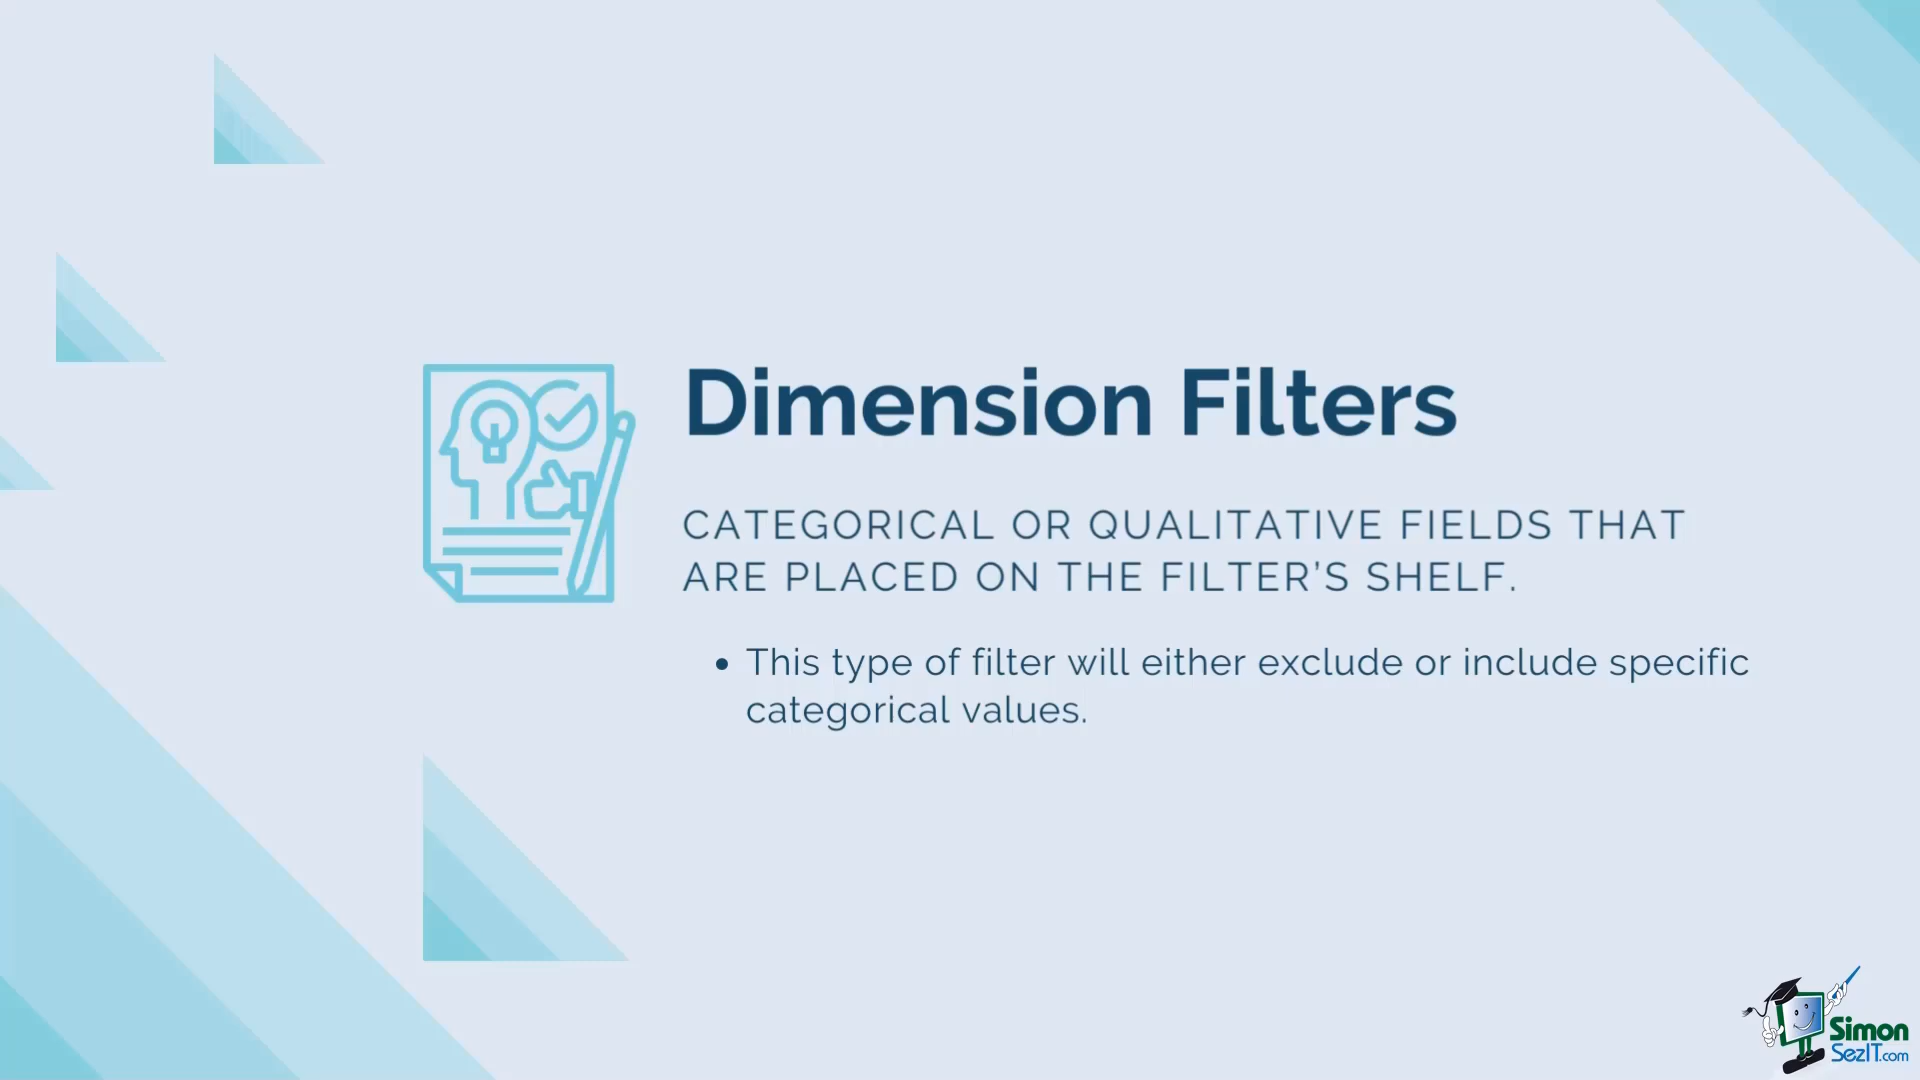 Dimension Filters
CATEGORICAL OR QUALITATIVE FIELDS THAT
ARE PLACED ON THE FILTER'S SHELF.
• This type of filter will either exclude or include specific
categorical values.
Simon
SezIT.com